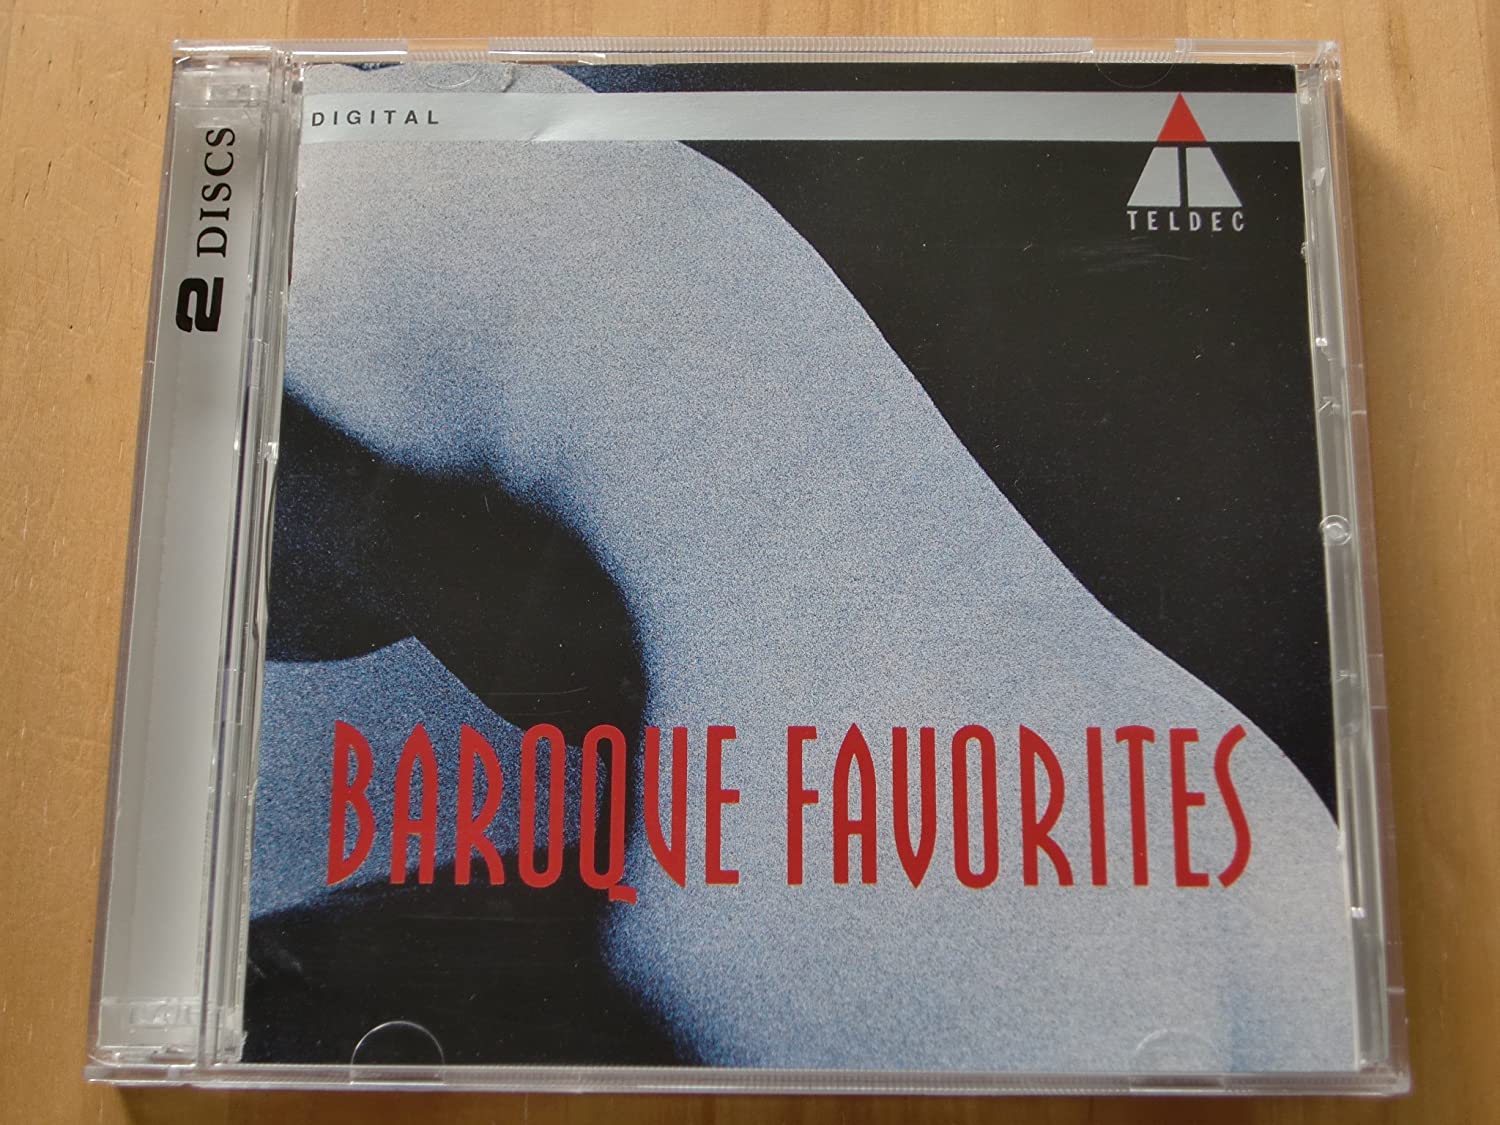 2 DISCS
DIGITAL
TELDEC
BAROQUE FAVORITES